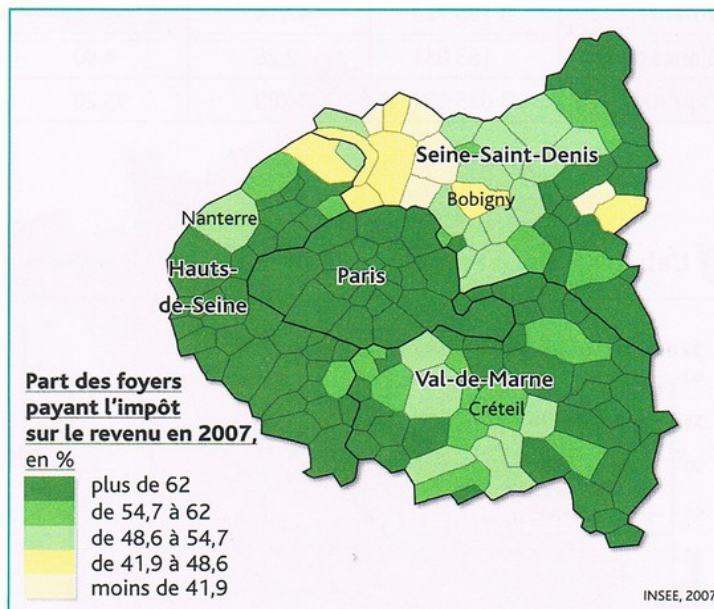 Seine-Saint-Denis
Bobigny
Nanterre
Hauts-
de-Seine
Paris
Val-de-Marne
Créteil
Part des foyers
payant l'impôt
sur le revenu en 2007,
en %
plus de 62
de 54,7 à 62
de 48,6 à 54,7
de 41,9 à 48,6
moins de 41,9
INSEE, 2007